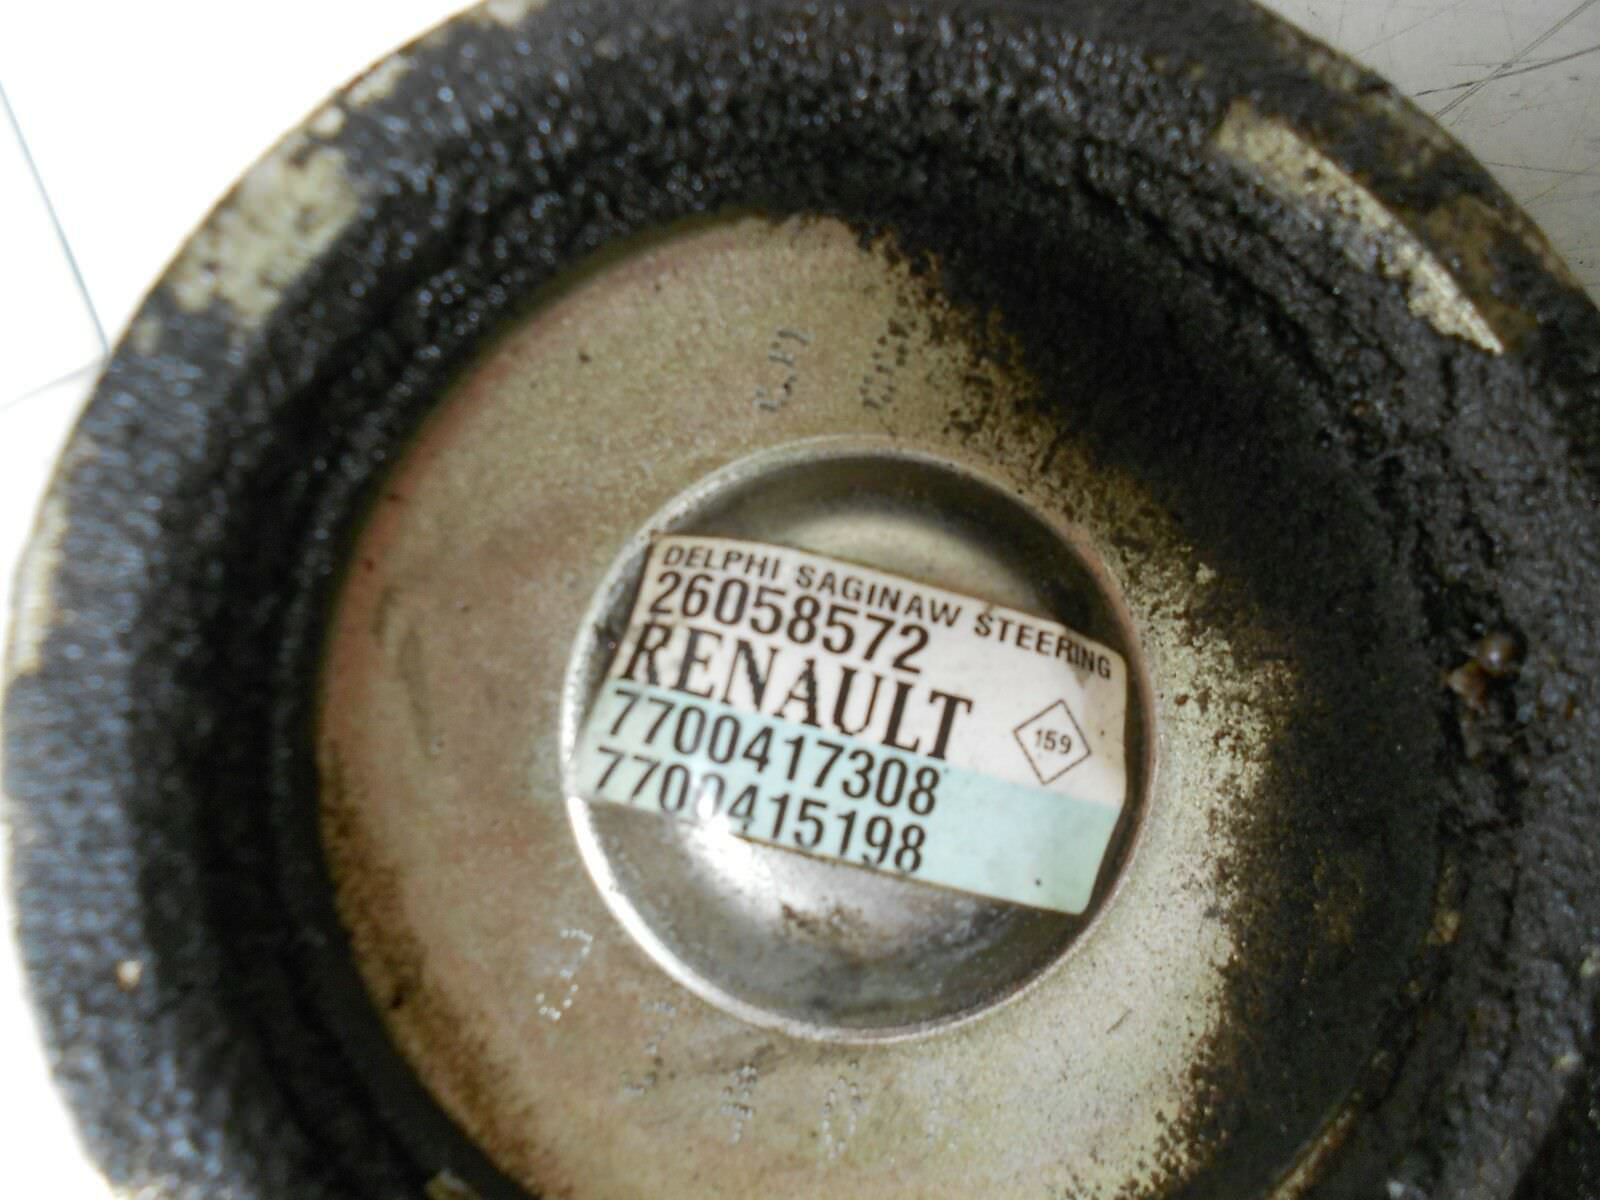 DELPHI SAGINAW STEERING
26058572
RENAULT
159
7700417308
7700415198